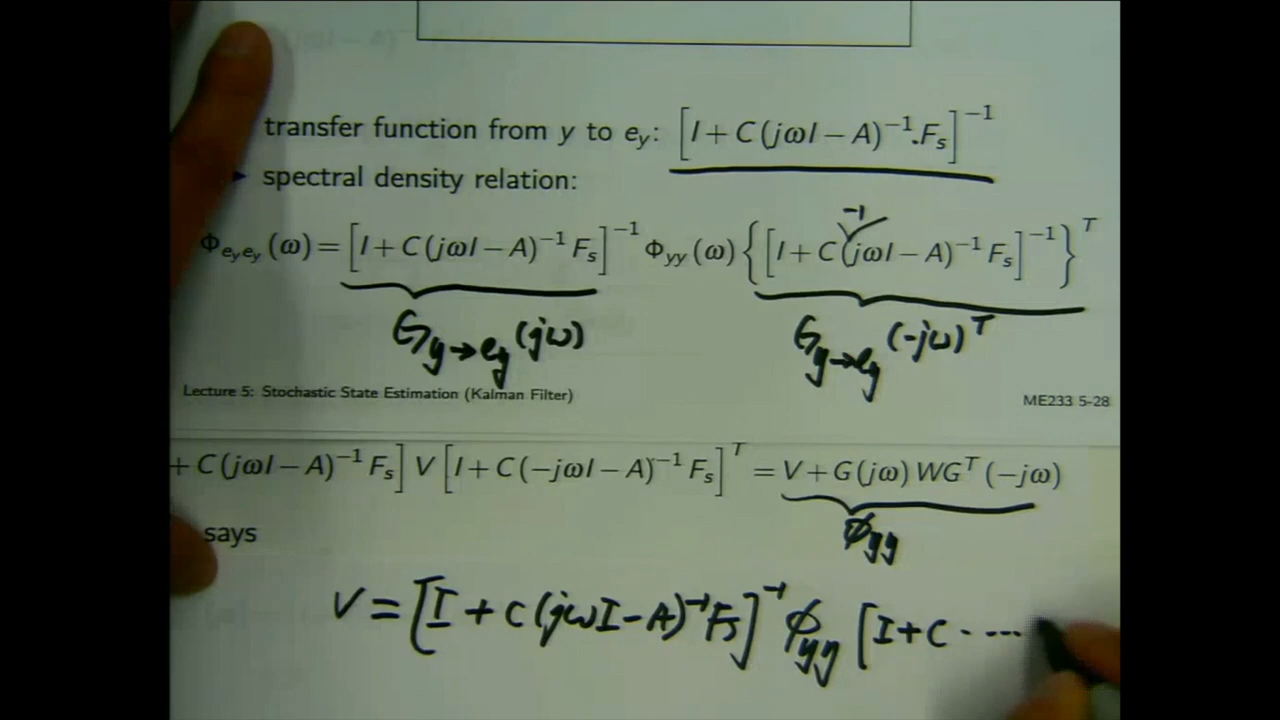 transfer function from y to e_y: [I + C(jωI − A)⁻¹.F_s]⁻¹
▸ spectral density relation:
-1
Φ_{e_y e_y}(ω) = [I + C(jωI − A)⁻¹ F_s]⁻¹ Φ_{yy}(ω) {[I + C(jωI − A)⁻¹ F_s]⁻¹}ᵀ
G_{y→e_y}(jω) G_{y→e_y}(-jω)ᵀ
Lecture 5: Stochastic State Estimation (Kalman Filter) ME233 5-28
+ C(jωI − A)⁻¹ F_s] V [I + C(−jωI − A)⁻¹ F_s]ᵀ = V + G(jω) WGᵀ(−jω)
Φ_{yy}
says
V = [I + C(jωI − A)⁻¹ F_s]⁻¹ Φ_{yy} [I + C ·····